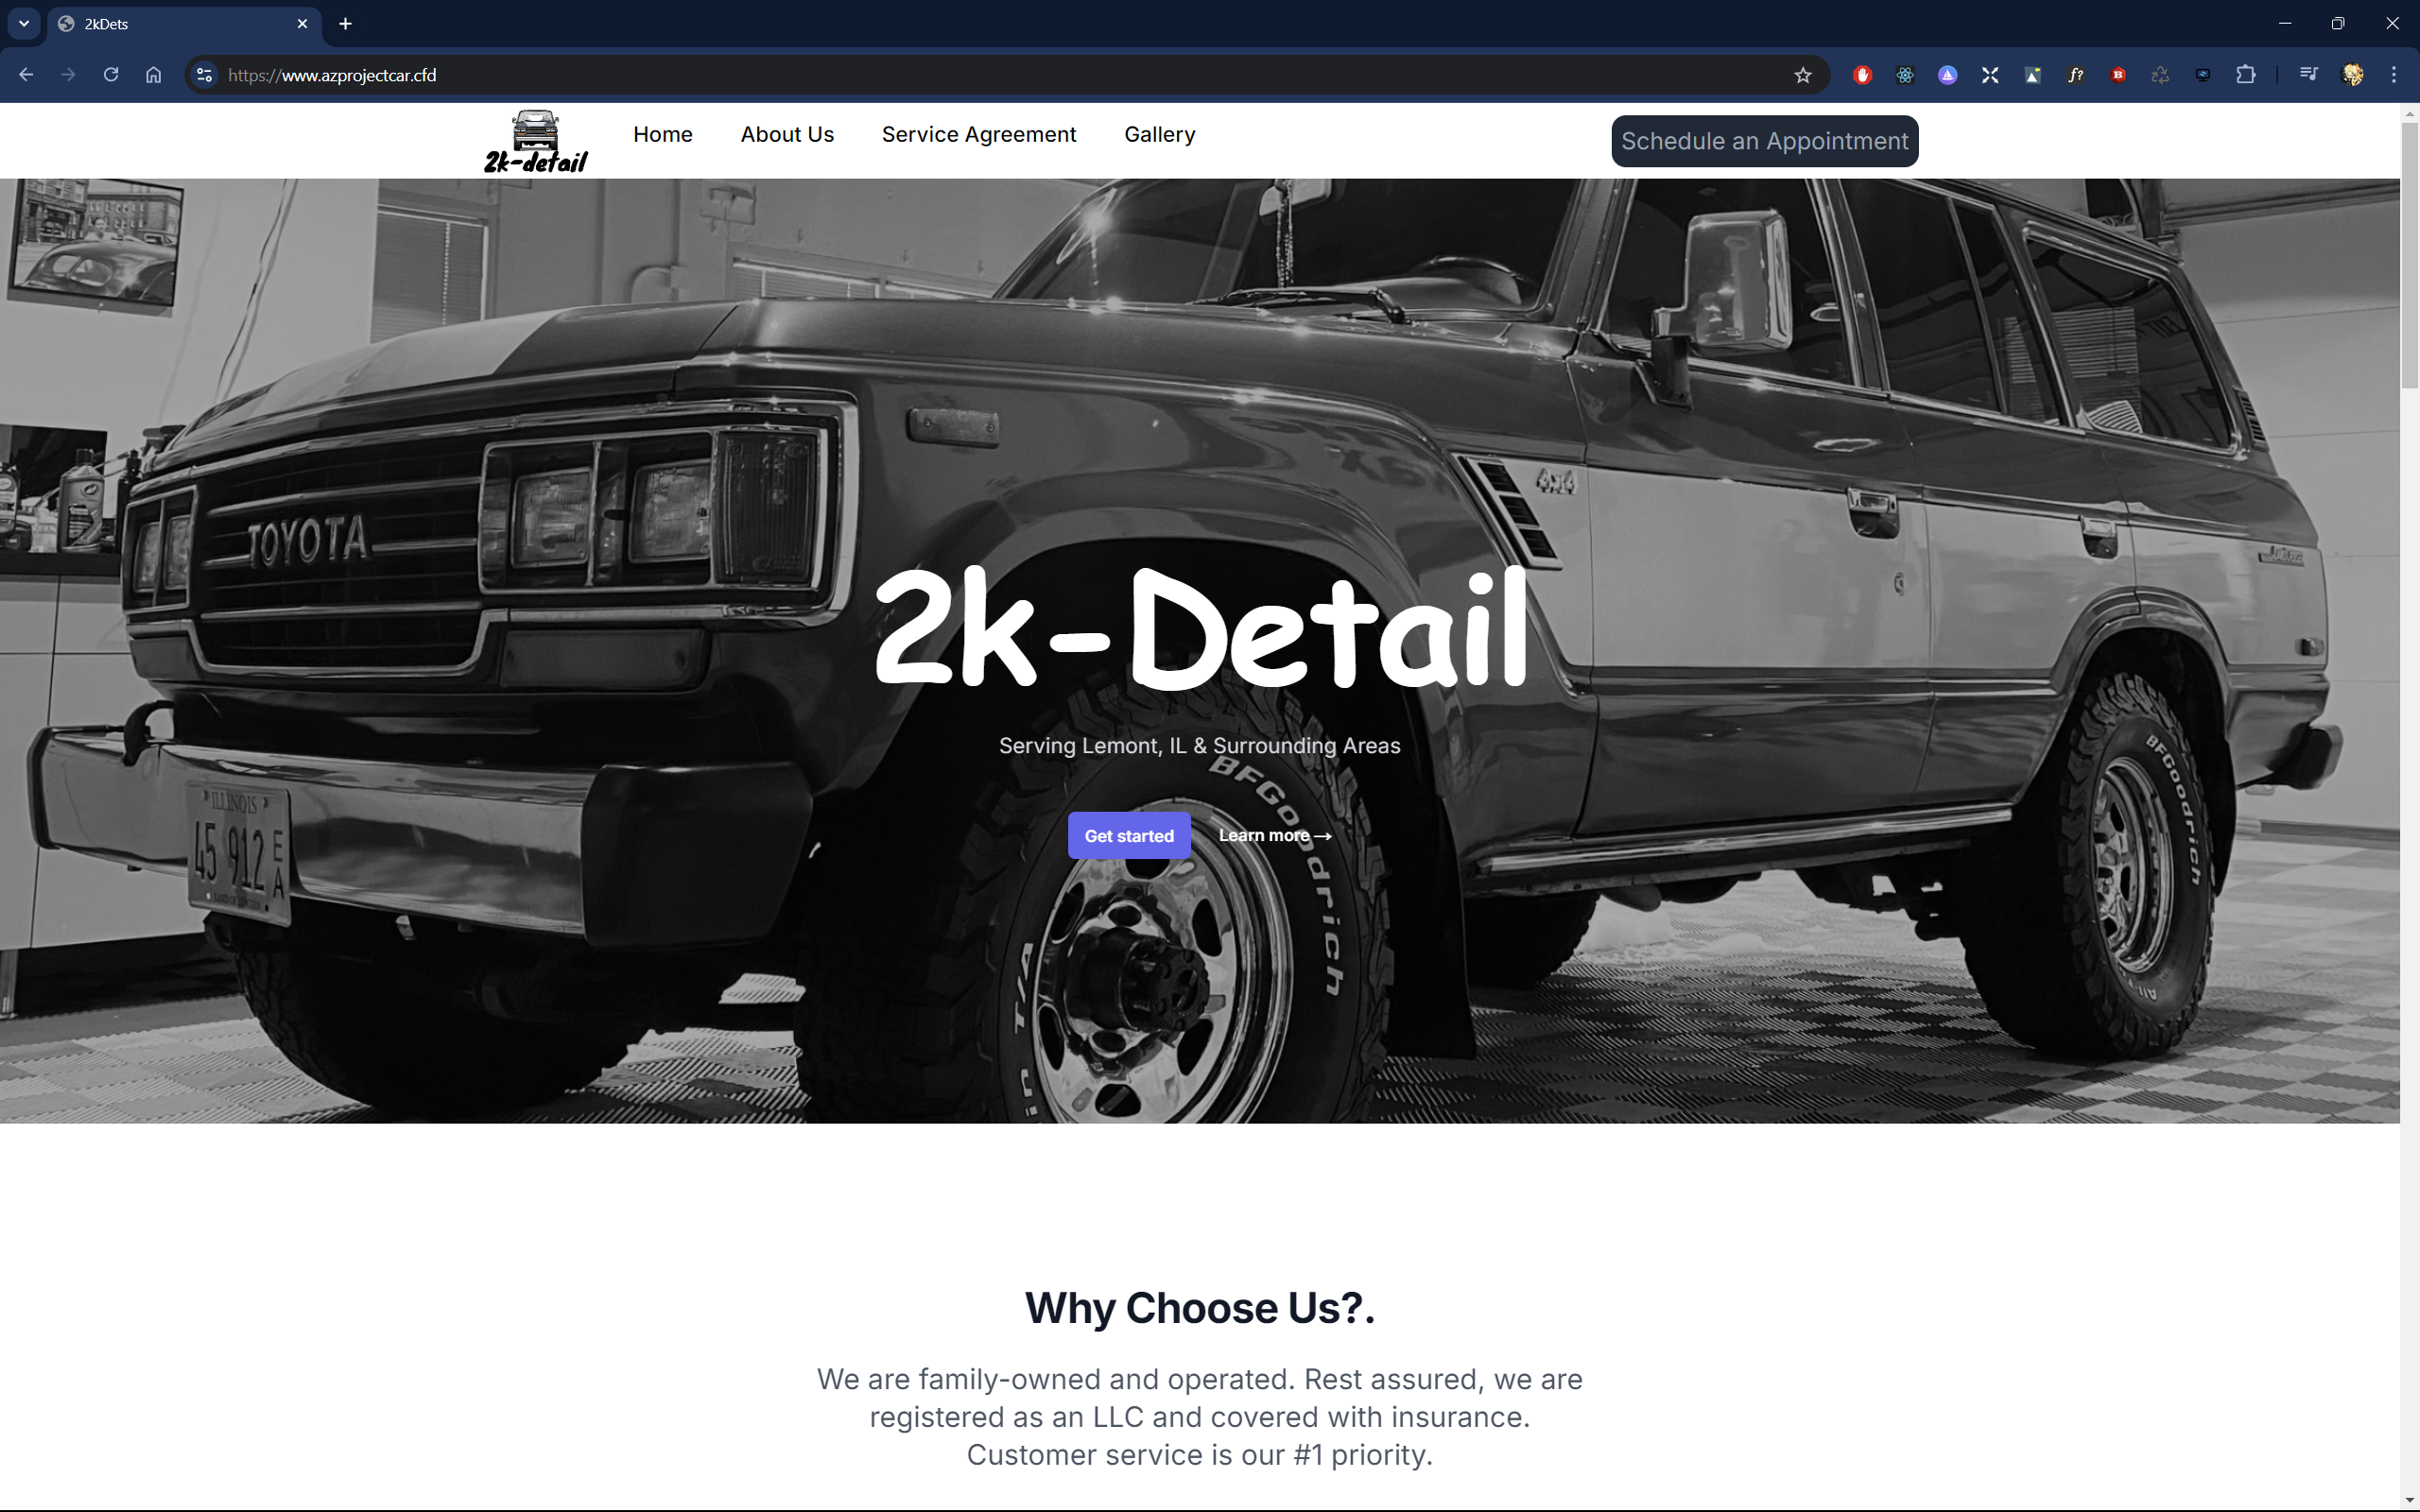 2kDets
https://www.azprojectcar.cfd
2k-detail
Home
About Us
Service Agreement
Gallery
Schedule an Appointment
4x4
TOYOTA
2k-Detail
Serving Lemont, IL & Surrounding Areas
BFGoodrich
BFGoodrich
ILLINOIS
45 912 EA
Get started
Learn more →
T/A
Why Choose Us?.
We are family-owned and operated. Rest assured, we are
registered as an LLC and covered with insurance.
Customer service is our #1 priority.